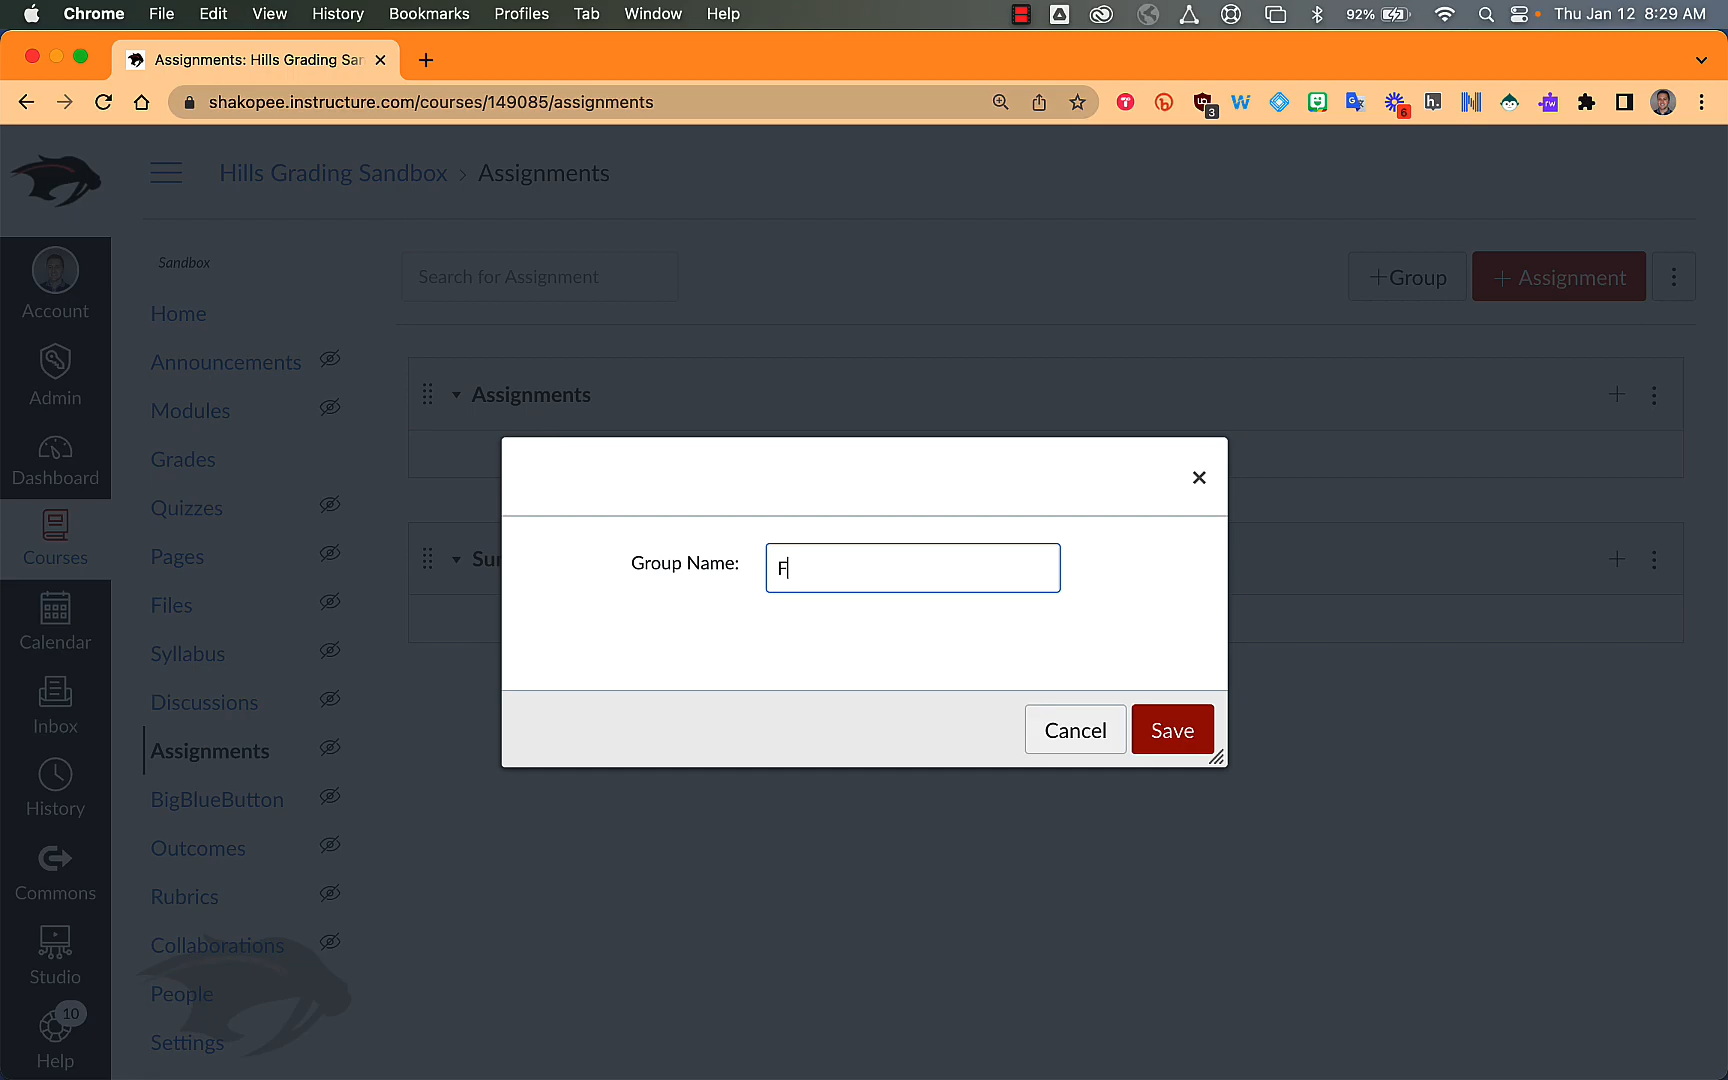 Chrome File Edit View History Bookmarks Profiles Tab Window Help 92% Thu Jan 12 8:29 AM
Assignments: Hills Grading Sar
shakopee.instructure.com/courses/149085/assignments 3 6
Hills Grading Sandbox › Assignments
Sandbox
Search for Assignment
+Group
+ Assignment
Account
Admin
Dashboard
Courses
Calendar
Inbox
History
Commons
Studio
10
Help
Home
Announcements
Modules
Grades
Quizzes
Pages
Files
Syllabus
Discussions
Assignments
BigBlueButton
Outcomes
Rubrics
Collaborations
People
Settings
Assignments
Group Name: F
Cancel Save